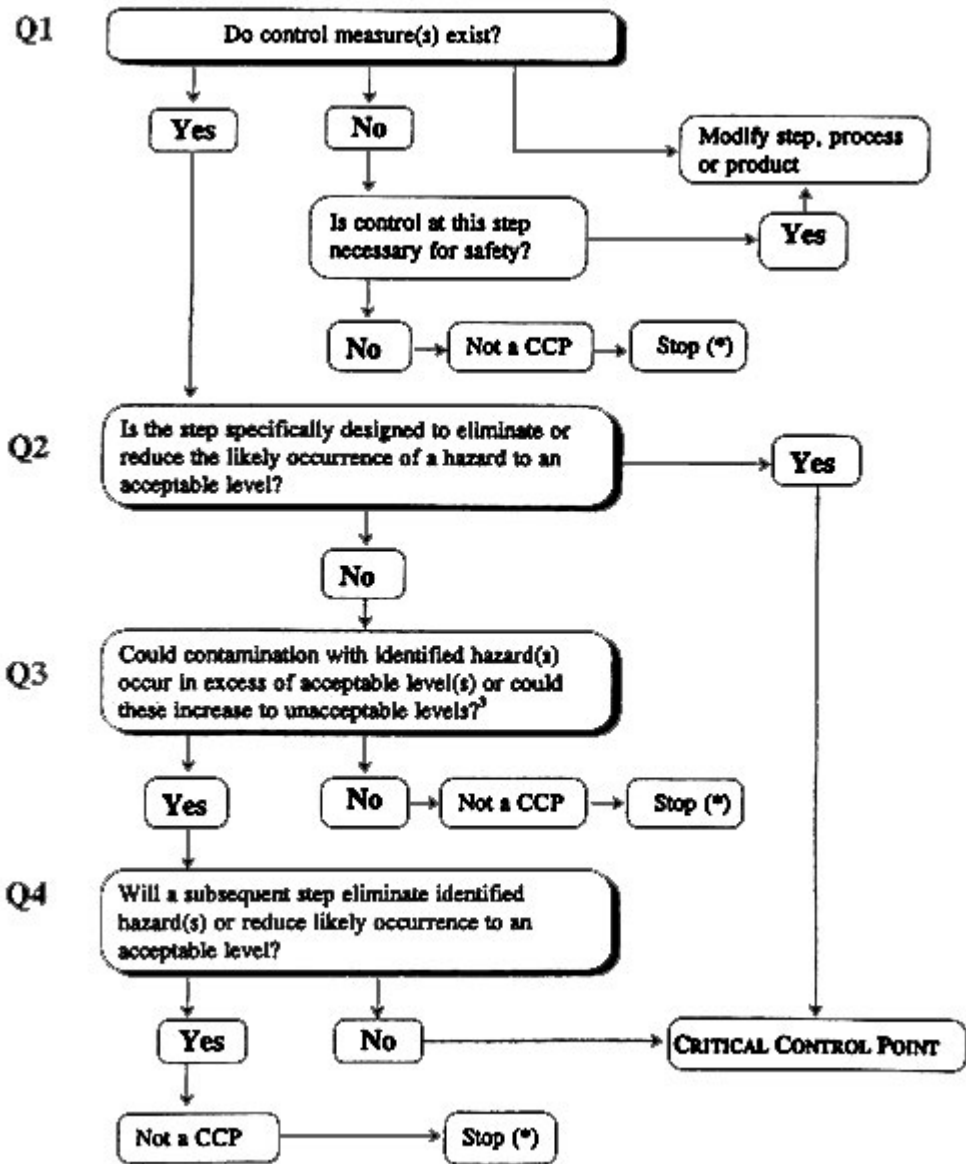 Q1
Do control measure(s) exist?
Yes
No
Modify step, process
or product
Is control at this step
necessary for safety?
Yes
No
Not a CCP
Stop (*)
Q2
Is the step specifically designed to eliminate or
reduce the likely occurrence of a hazard to an
acceptable level?
Yes
No
Q3
Could contamination with identified hazard(s)
occur in excess of acceptable level(s) or could
these increase to unacceptable levels?³
Yes
No
Not a CCP
Stop (*)
Q4
Will a subsequent step eliminate identified
hazard(s) or reduce likely occurrence to an
acceptable level?
Yes
No
CRITICAL CONTROL POINT
Not a CCP
Stop (*)